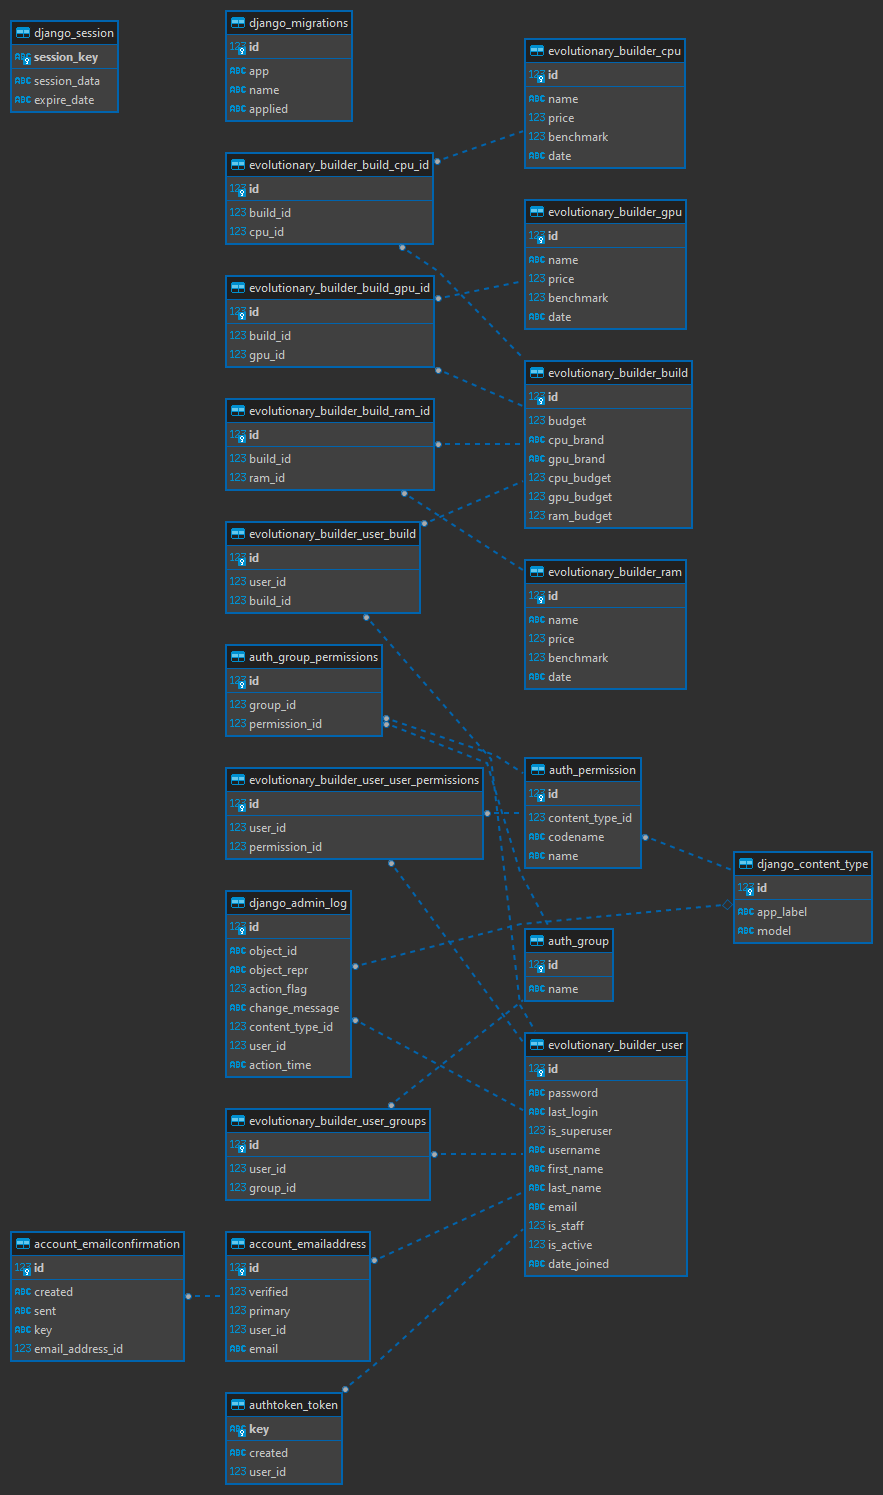 django_session
ABC session_key
ABC session_data
ABC expire_date
django_migrations
123 id
ABC app
ABC name
ABC applied
evolutionary_builder_cpu
123 id
ABC name
123 price
123 benchmark
ABC date
evolutionary_builder_build_cpu_id
123 id
123 build_id
123 cpu_id
evolutionary_builder_gpu
123 id
ABC name
123 price
123 benchmark
ABC date
evolutionary_builder_build_gpu_id
123 id
123 build_id
123 gpu_id
evolutionary_builder_build
123 id
123 budget
ABC cpu_brand
ABC gpu_brand
123 cpu_budget
123 gpu_budget
123 ram_budget
evolutionary_builder_build_ram_id
123 id
123 build_id
123 ram_id
evolutionary_builder_user_build
123 id
123 user_id
123 build_id
evolutionary_builder_ram
123 id
ABC name
123 price
123 benchmark
ABC date
auth_group_permissions
123 id
123 group_id
123 permission_id
evolutionary_builder_user_user_permissions
123 id
123 user_id
123 permission_id
auth_permission
123 id
123 content_type_id
ABC codename
ABC name
django_content_type
123 id
ABC app_label
ABC model
django_admin_log
123 id
ABC object_id
ABC object_repr
123 action_flag
ABC change_message
123 content_type_id
123 user_id
ABC action_time
auth_group
123 id
ABC name
evolutionary_builder_user
123 id
ABC password
ABC last_login
123 is_superuser
ABC username
ABC first_name
ABC last_name
ABC email
123 is_staff
123 is_active
ABC date_joined
evolutionary_builder_user_groups
123 id
123 user_id
123 group_id
account_emailconfirmation
123 id
ABC created
ABC sent
ABC key
123 email_address_id
account_emailaddress
123 id
123 verified
123 primary
123 user_id
ABC email
authtoken_token
ABC key
ABC created
123 user_id